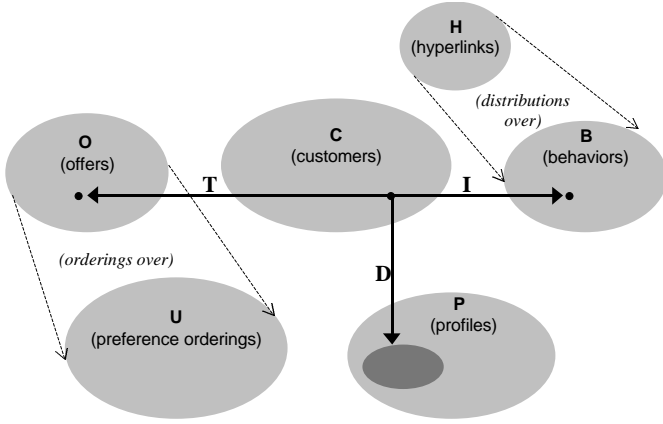 H
(hyperlinks)
(distributions
over)
C
(customers)
O
(offers)
B
(behaviors)
T
I
(orderings over)
D
U
(preference orderings)
P
(profiles)